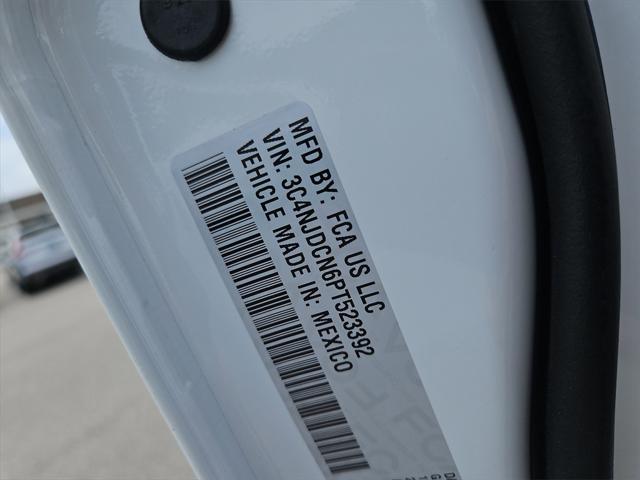 MFD BY: FCA US LLC
VIN: 3C4NJDCN6PT523392
VEHICLE MADE IN: MEXICO